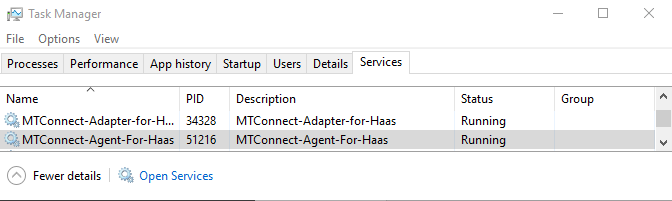 Task Manager
File Options View
Processes Performance App history Startup Users Details Services
Name PID Description Status Group
MTConnect-Adapter-for-H... 34328 MTConnect-Adapter-for-Haas Running
MTConnect-Agent-For-Haas 51216 MTConnect-Agent-For-Haas Running
Fewer details Open Services